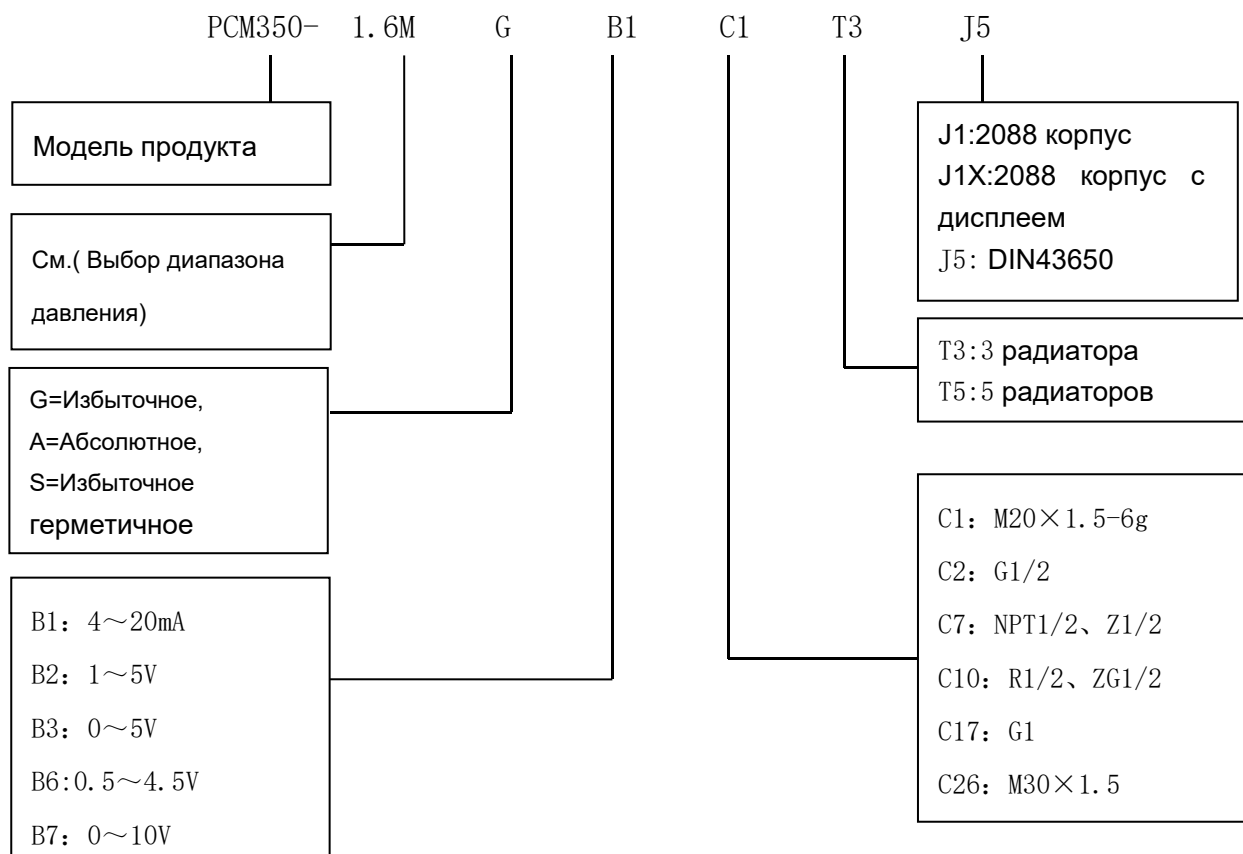 PCM350- 1.6M G B1 C1 T3 J5
Модель продукта
См.( Выбор диапазона
давления)
G=Избыточное,
A=Абсолютное,
S=Избыточное
герметичное
B1: 4～20mA
B2: 1～5V
B3: 0～5V
B6:0.5～4.5V
B7: 0～10V
J1:2088 корпус
J1X:2088 корпус с
дисплеем
J5: DIN43650
T3:3 радиатора
T5:5 радиаторов
C1: M20×1.5-6g
C2: G1/2
C7: NPT1/2、Z1/2
C10: R1/2、ZG1/2
C17: G1
C26: M30×1.5